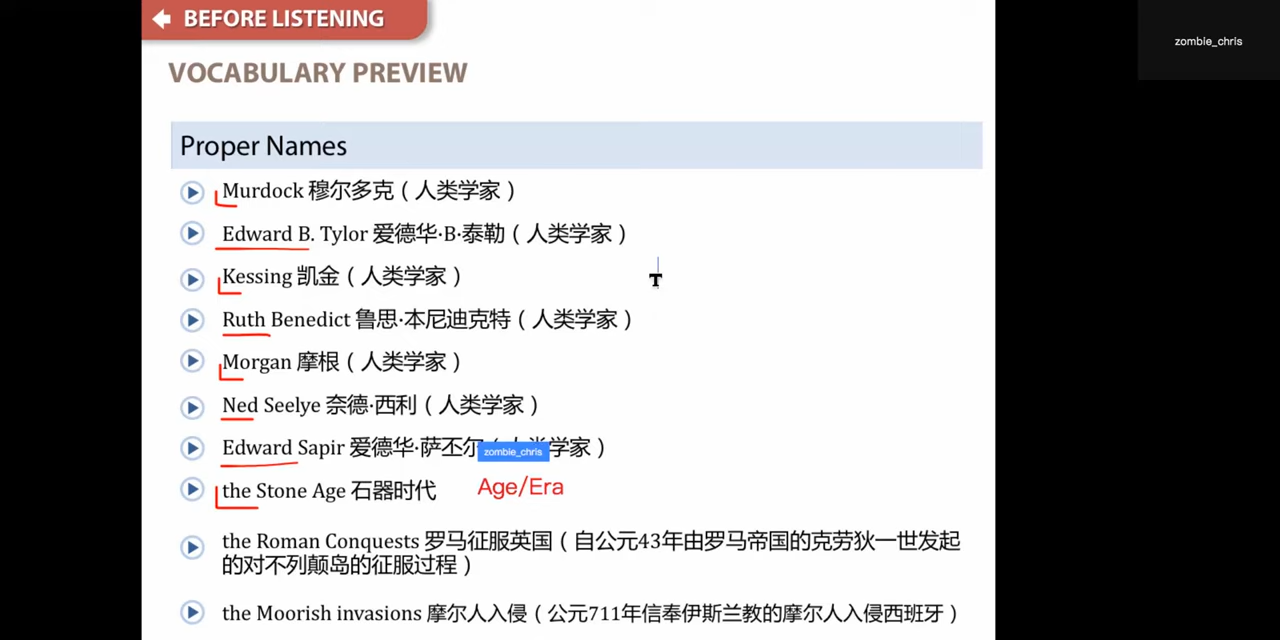 BEFORE LISTENING
zombie_chris
VOCABULARY PREVIEW
Proper Names
Murdock 穆尔多克（人类学家）
Edward B. Tylor 爱德华·B·泰勒（人类学家）
Kessing 凯金（人类学家）
Ruth Benedict 鲁思·本尼迪克特（人类学家）
Morgan 摩根（人类学家）
Ned Seelye 奈德·西利（人类学家）
Edward Sapir 爱德华·萨丕尔（人类学家）
zombie_chris
the Stone Age 石器时代 Age/Era
the Roman Conquests 罗马征服英国（自公元43年由罗马帝国的克劳狄一世发起
的对不列颠岛的征服过程）
the Moorish invasions 摩尔人入侵（公元711年信奉伊斯兰教的摩尔人入侵西班牙）